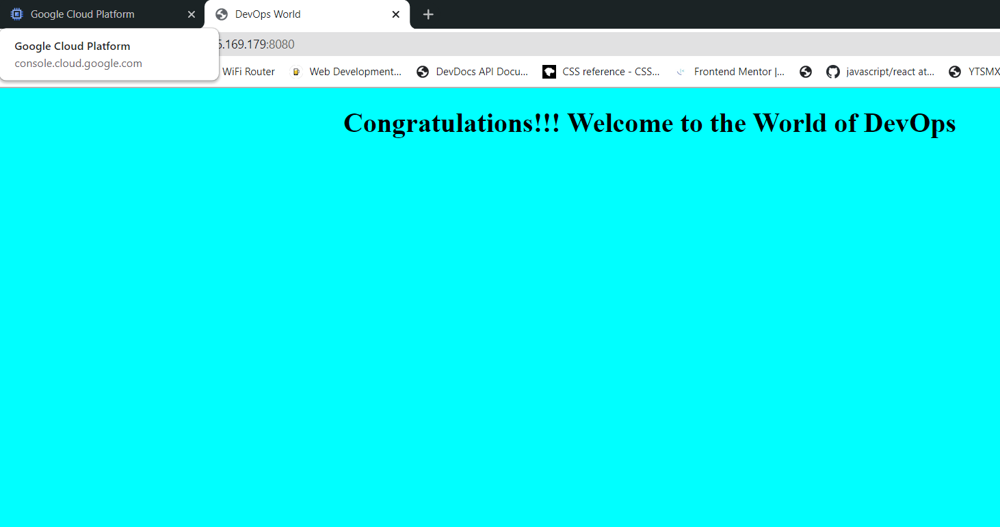 Google Cloud Platform
DevOps World
Google Cloud Platform
console.cloud.google.com
.169.179:8080
WiFi Router
Web Development...
DevDocs API Docu...
CSS reference - CSS...
Frontend Mentor |...
javascript/react at...
YTSMX
Congratulations!!! Welcome to the World of DevOps